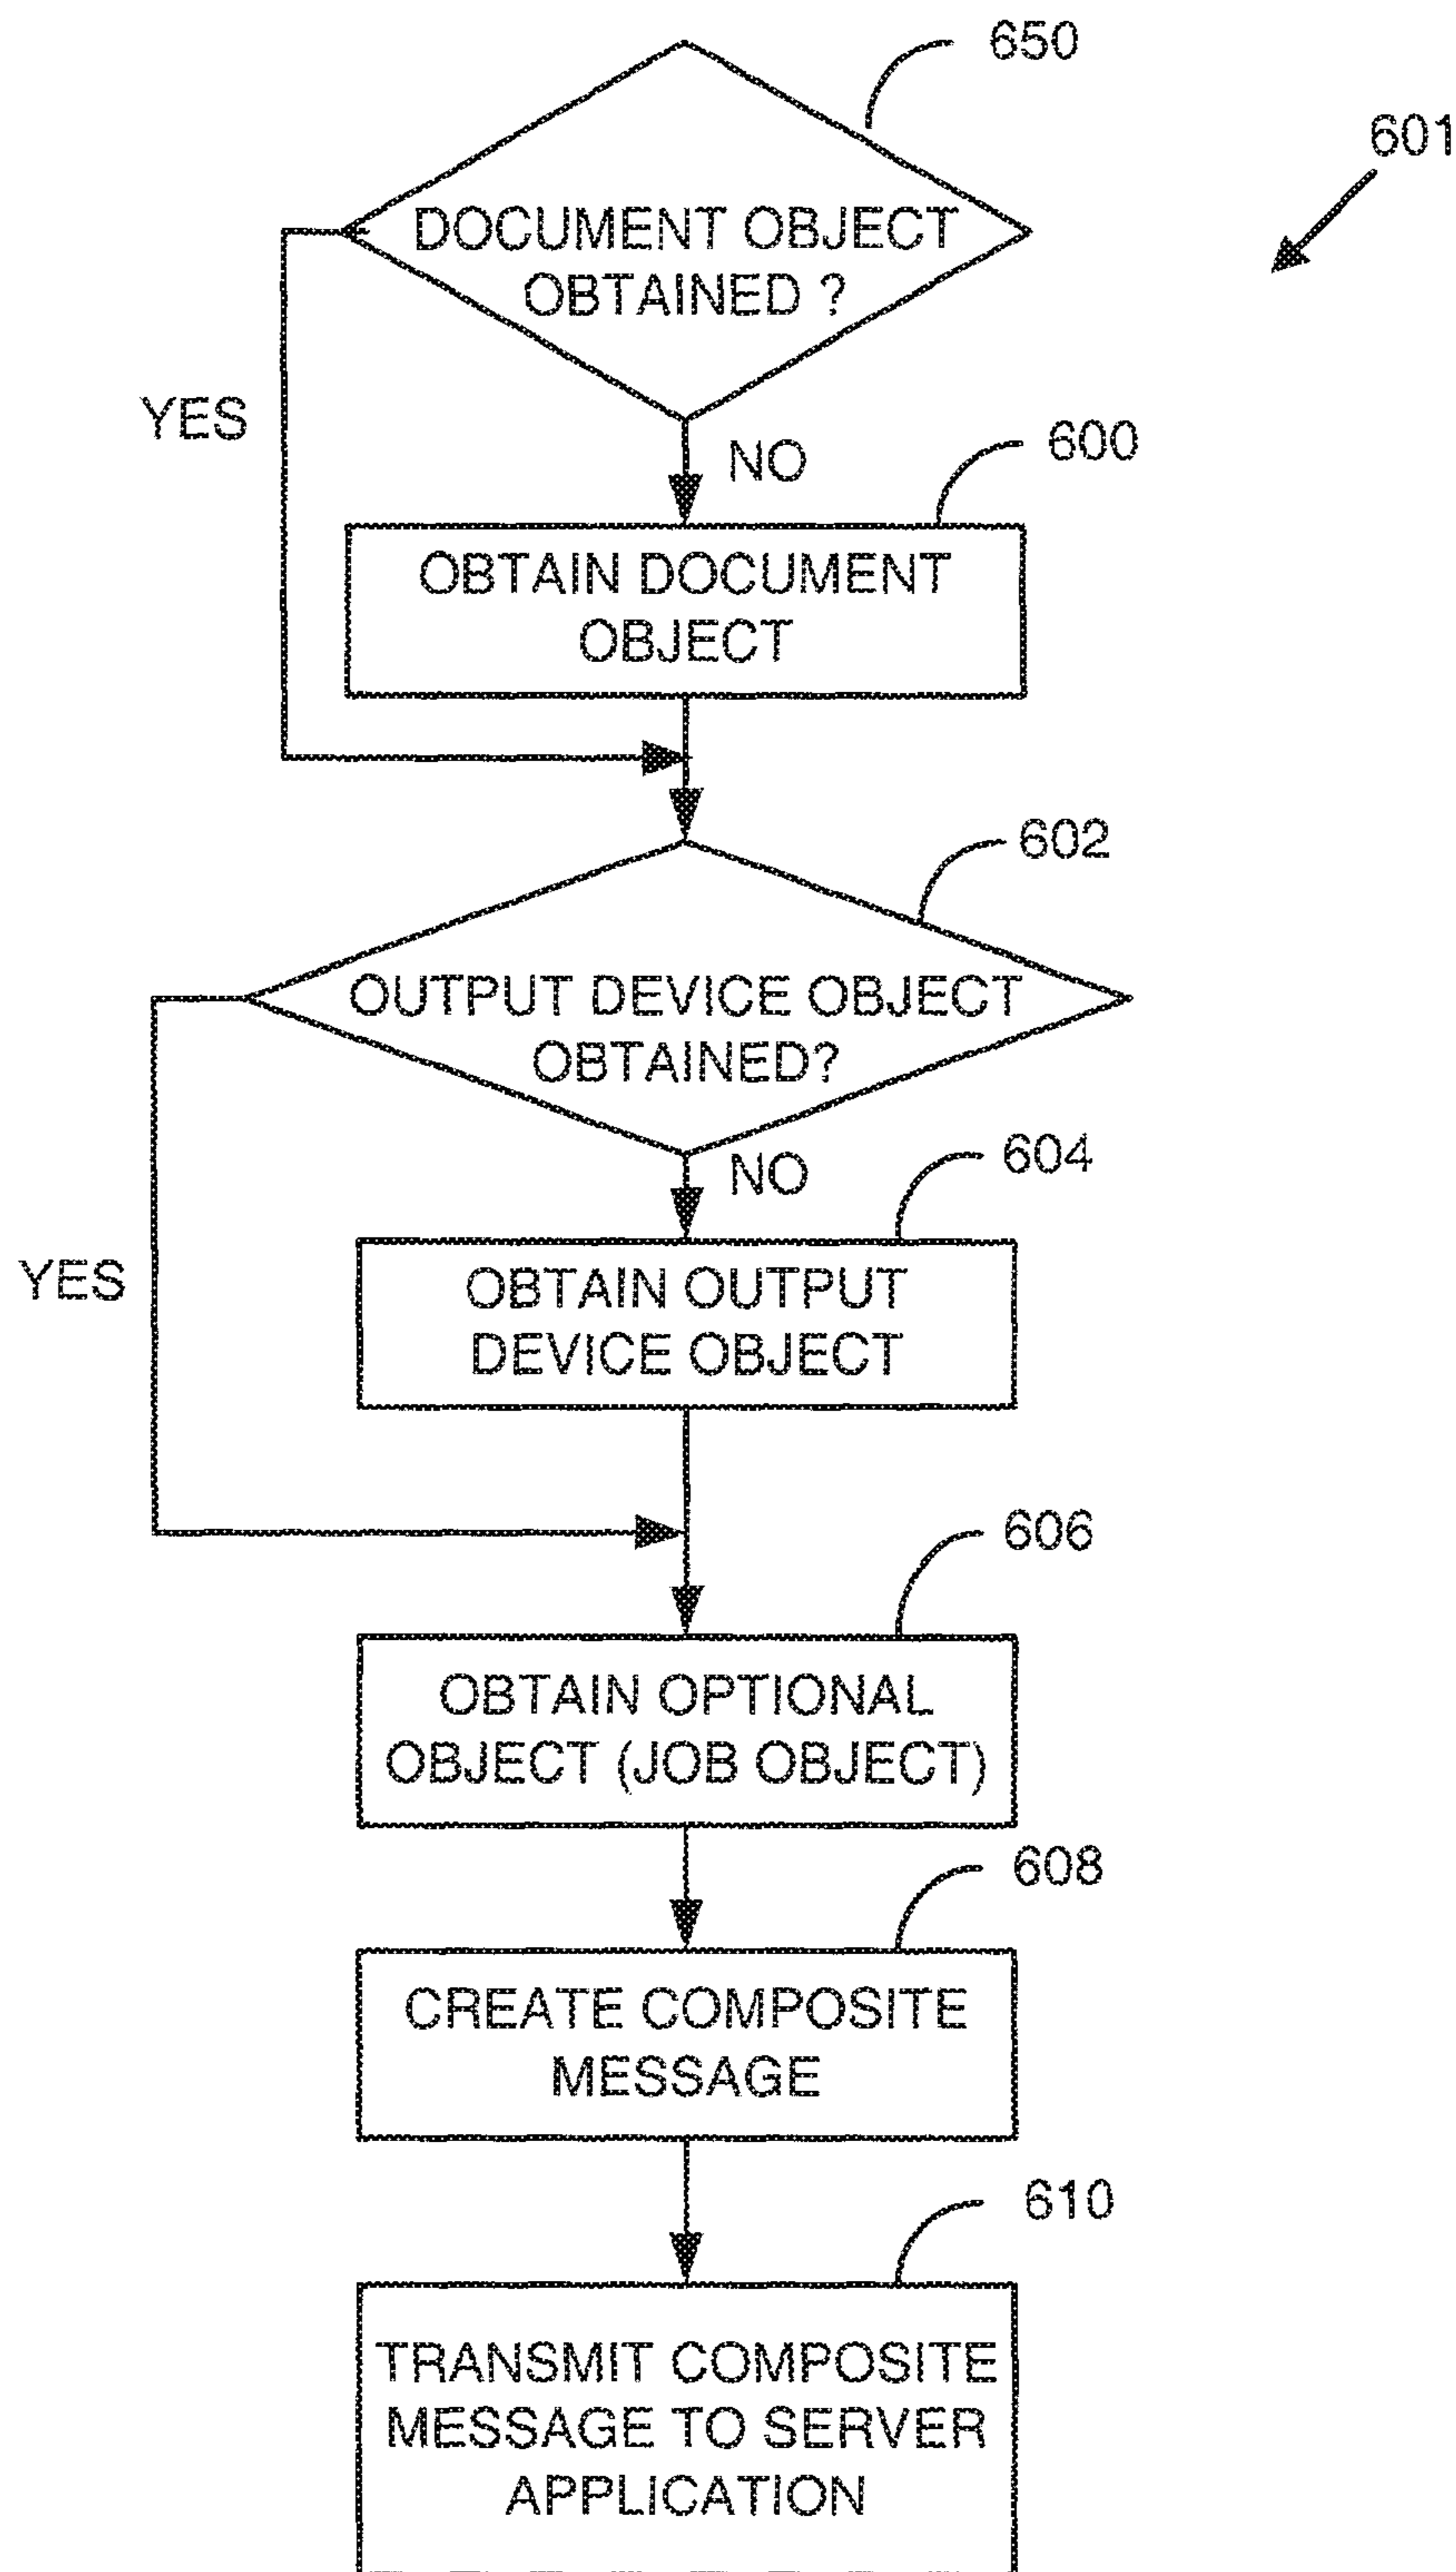 650
601
DOCUMENT OBJECT
OBTAINED ?
YES
NO
600
OBTAIN DOCUMENT
OBJECT
602
OUTPUT DEVICE OBJECT
OBTAINED?
NO
604
YES
OBTAIN OUTPUT
DEVICE OBJECT
606
OBTAIN OPTIONAL
OBJECT (JOB OBJECT)
608
CREATE COMPOSITE
MESSAGE
610
TRANSMIT COMPOSITE
MESSAGE TO SERVER
APPLICATION